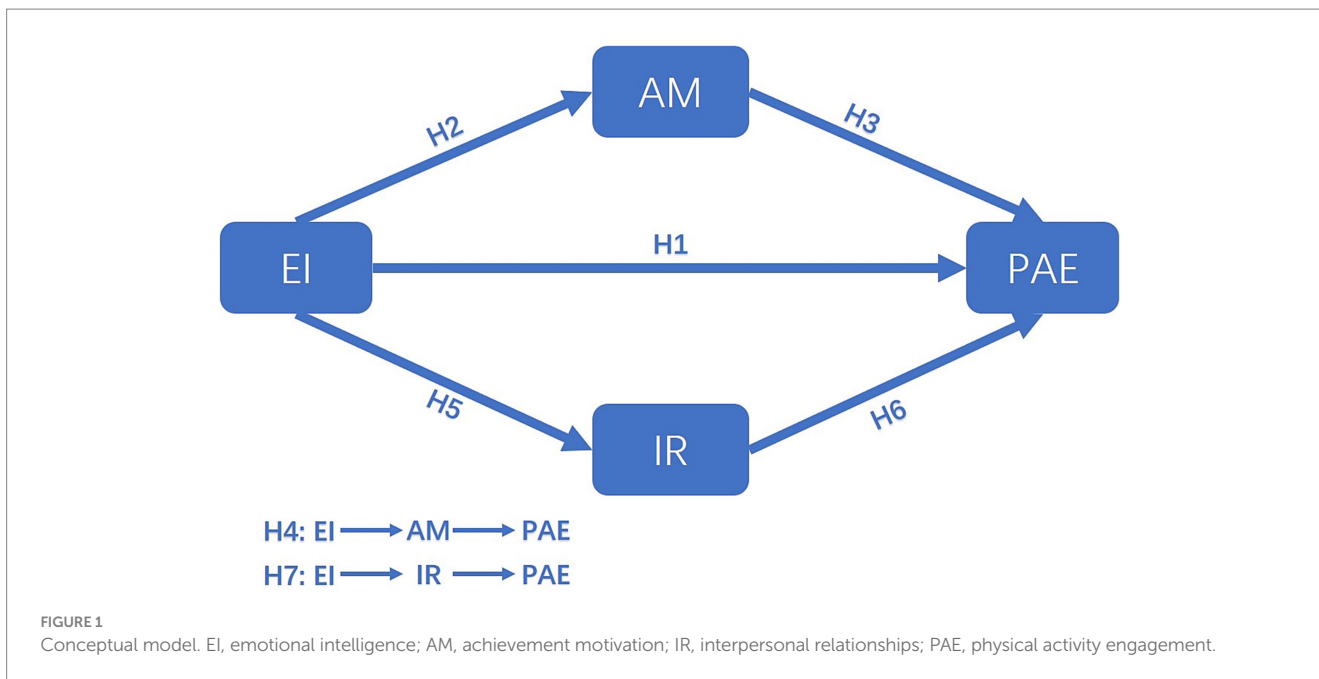 AM
H2
H3
EI
H1
PAE
H5
H6
IR
H4: EI AM PAE
H7: EI IR PAE
FIGURE 1
Conceptual model. EI, emotional intelligence; AM, achievement motivation; IR, interpersonal relationships; PAE, physical activity engagement.